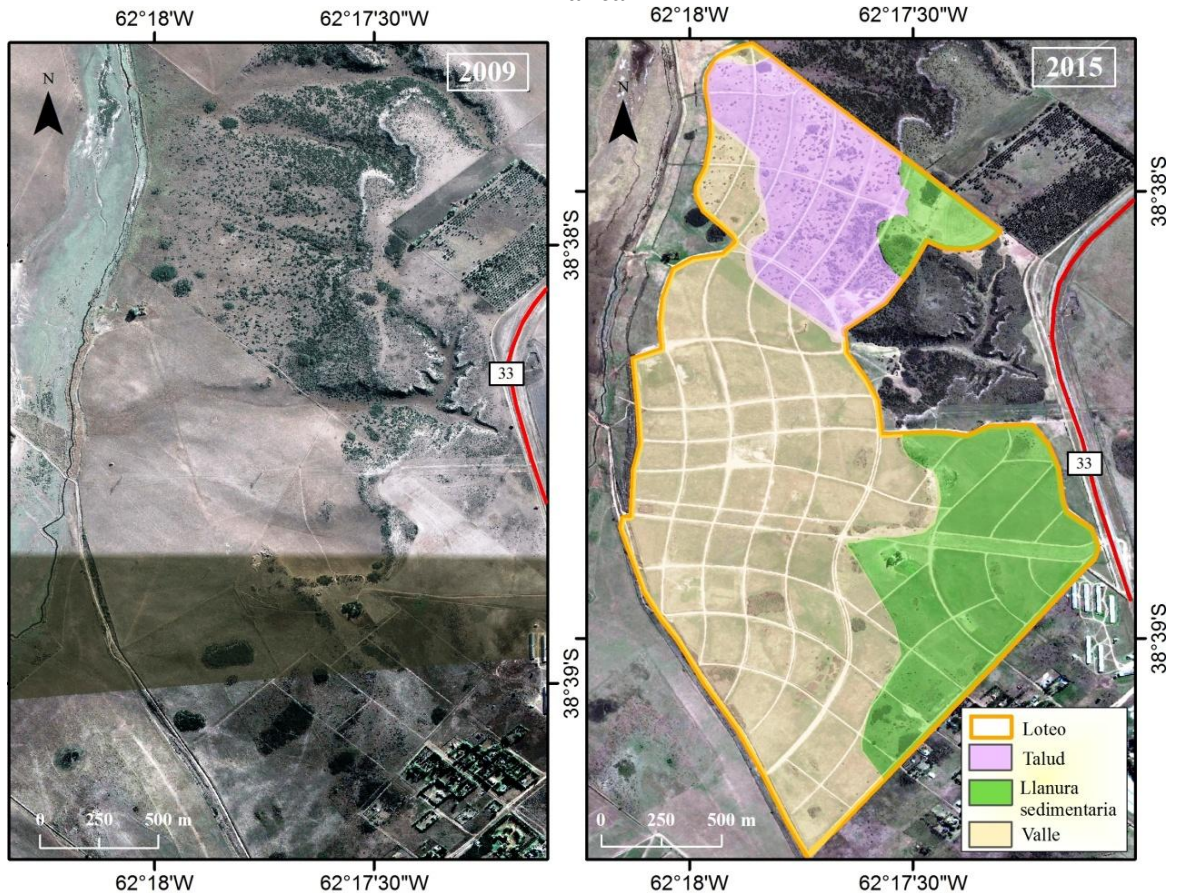 62°18'W 62°17'30"W 62°18'W 62°17'30"W
2009
N
38°38'S
33
38°39'S
0 250 500 m
62°18'W 62°17'30"W
2015
N
38°38'S
33
38°39'S
Loteo
Talud
Llanura
sedimentaria
Valle
0 250 500 m
62°18'W 62°17'30"W